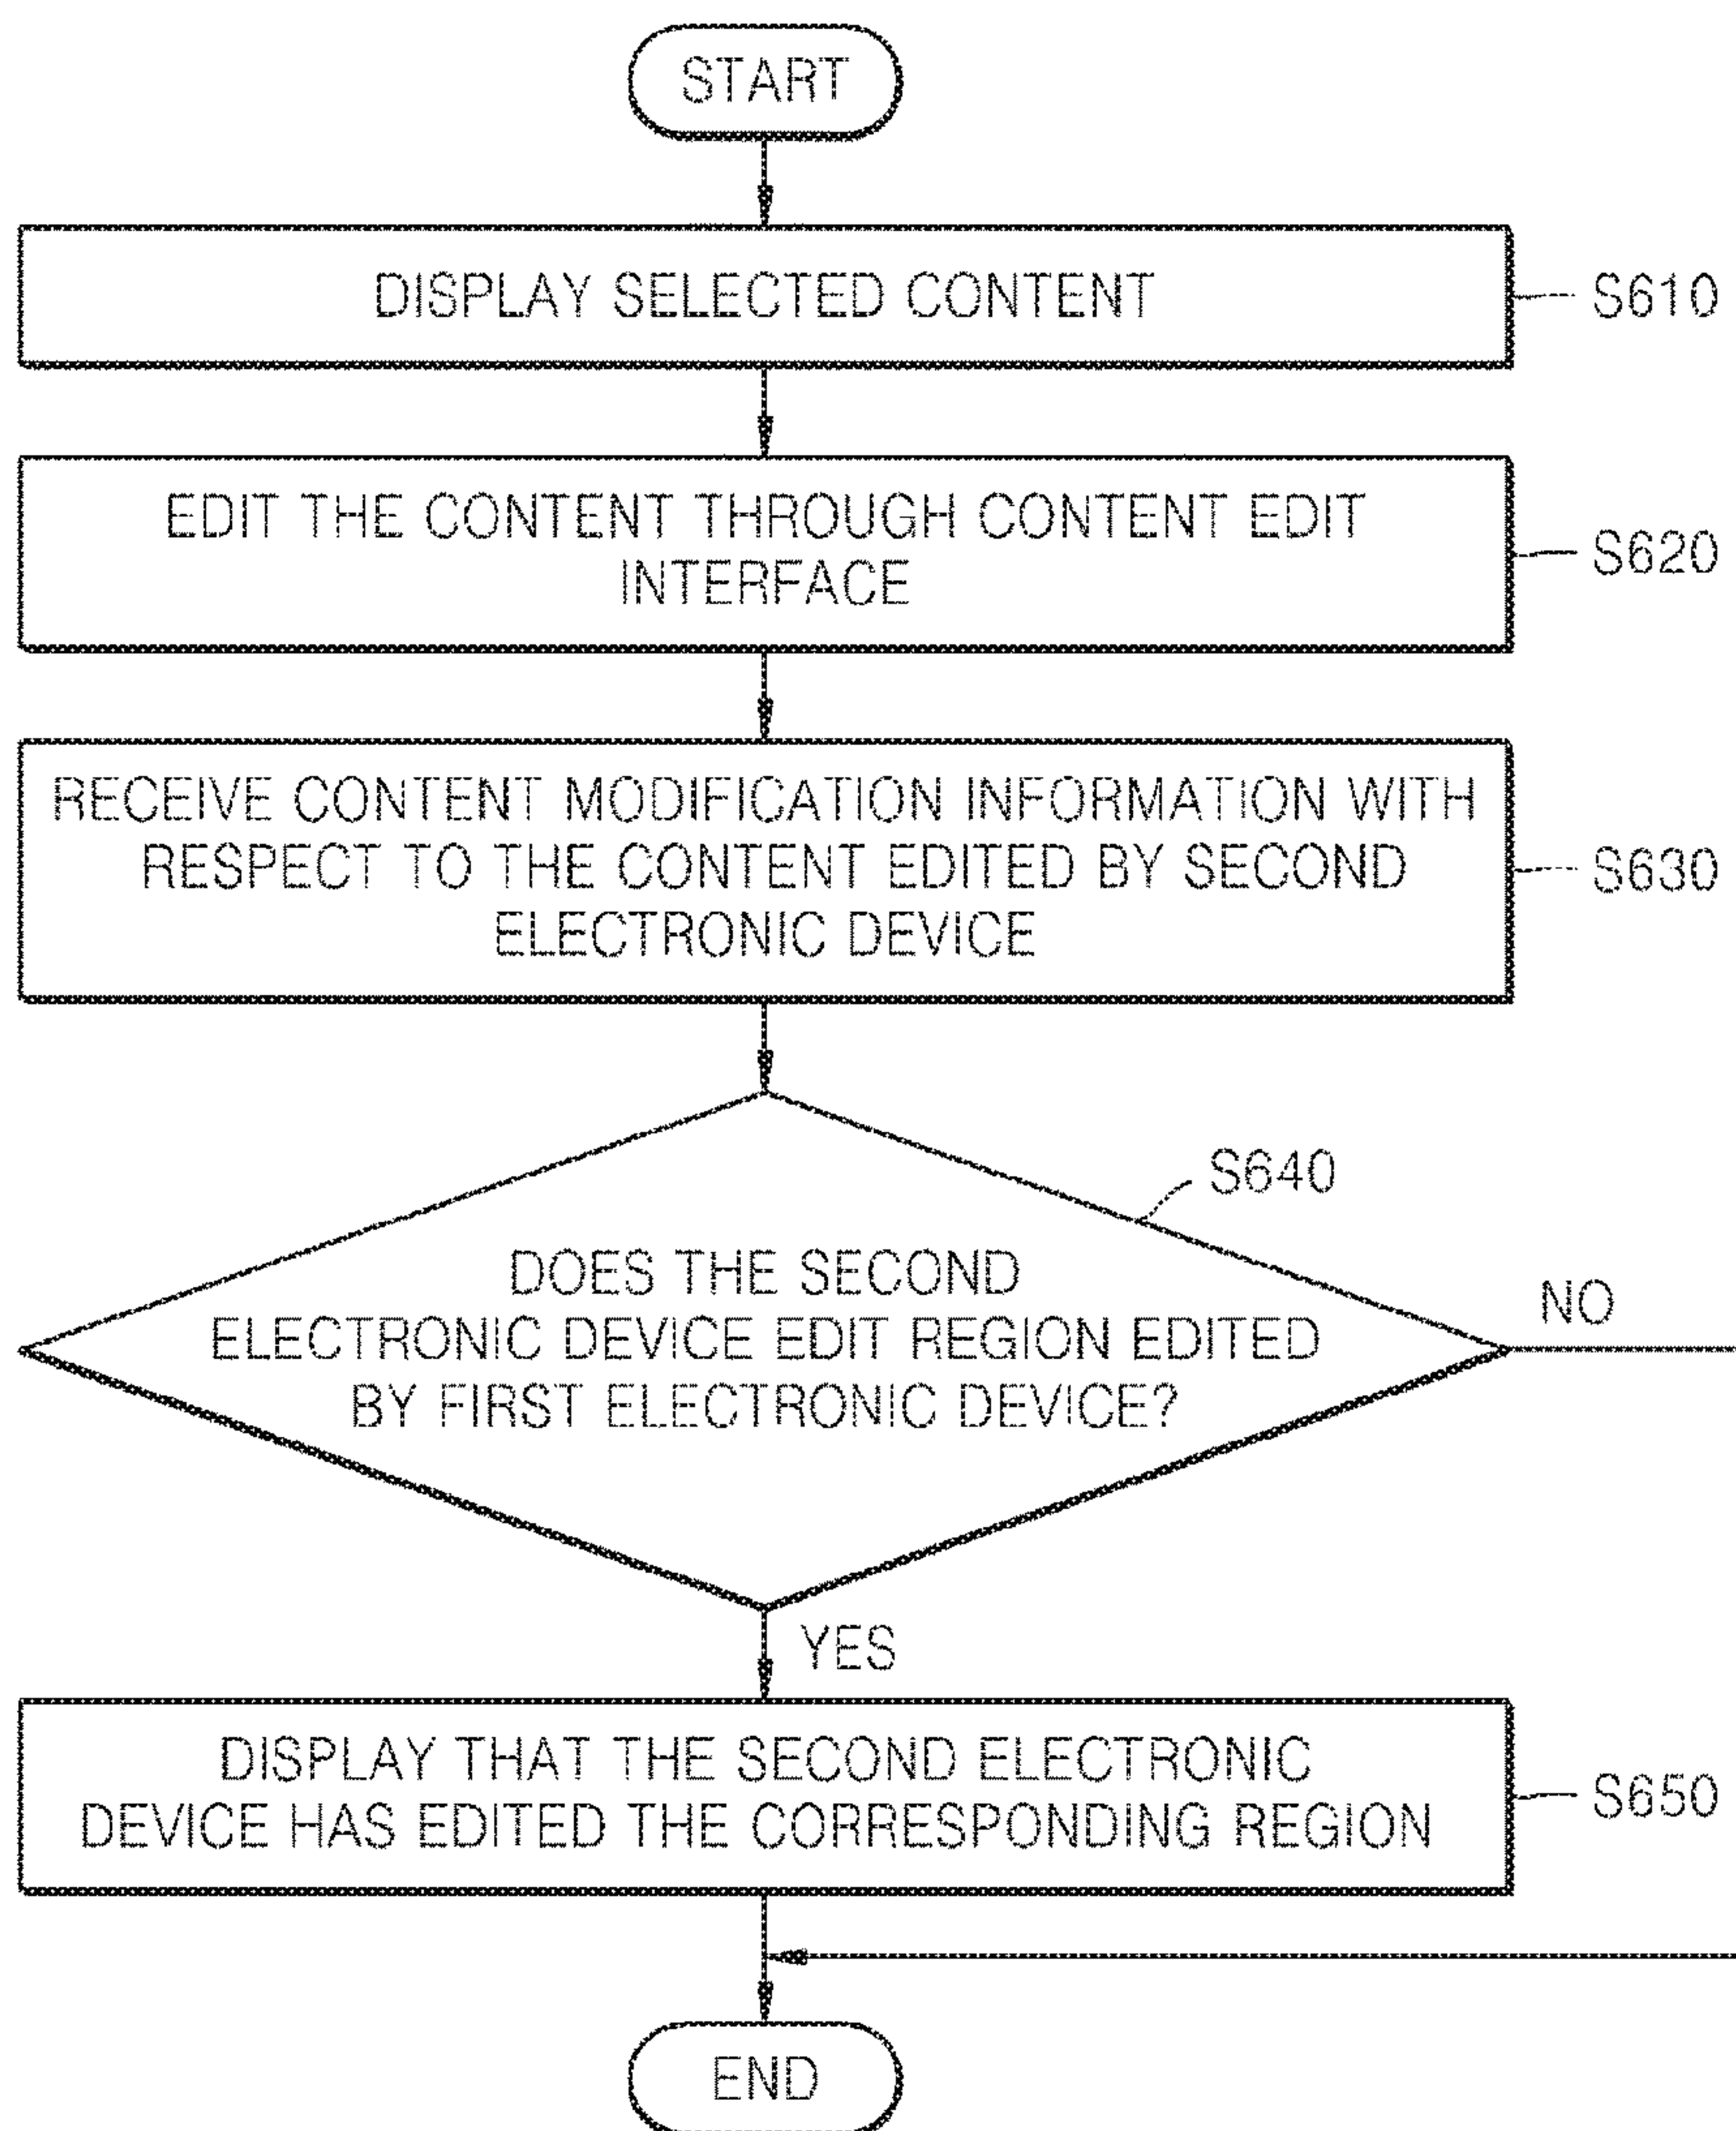 START
DISPLAY SELECTED CONTENT
S610
EDIT THE CONTENT THROUGH CONTENT EDIT
INTERFACE
S620
RECEIVE CONTENT MODIFICATION INFORMATION WITH
RESPECT TO THE CONTENT EDITED BY SECOND
ELECTRONIC DEVICE
S630
S640
DOES THE SECOND
ELECTRONIC DEVICE EDIT REGION EDITED
BY FIRST ELECTRONIC DEVICE?
NO
YES
DISPLAY THAT THE SECOND ELECTRONIC
DEVICE HAS EDITED THE CORRESPONDING REGION
S650
END